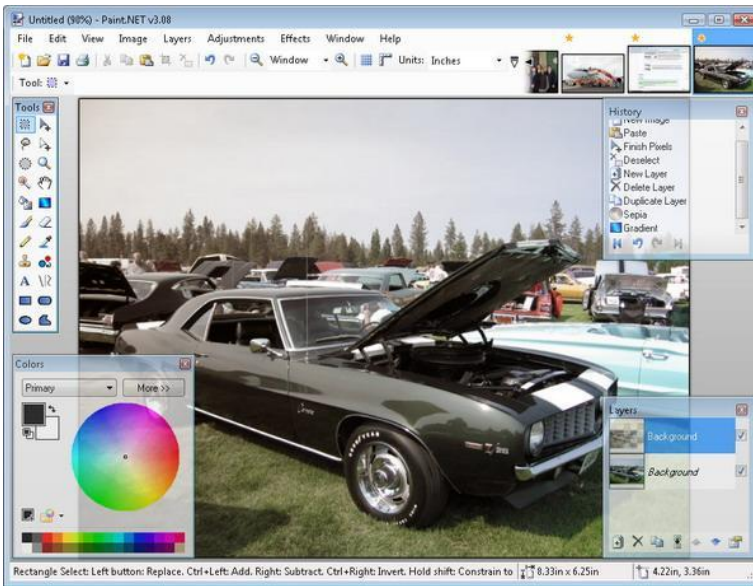 Untitled (90%) - Paint.NET v3.08
File Edit View Image Layers Adjustments Effects Window Help
Window Units: Inches
Tool:
Tools
History
New Image
Paste
Finish Pixels
Deselect
New Layer
Delete Layer
Duplicate Layer
Sepia
Gradient
Colors
Primary More >>
Layers
Background
Background
Rectangle Select: Left button: Replace. Ctrl+Left: Add. Right: Subtract. Ctrl+Right: Invert. Hold shift: Constrain to 8.33in x 6.25in 4.22in, 3.36in